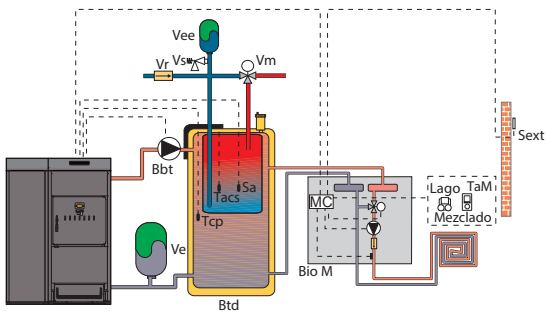 Vee
Vs
Vr
Vm
Sext
Bbt
Sa
Tacs
Tcp
Lago
TaM
MC
Mezclado
Ve
Bio M
Btd